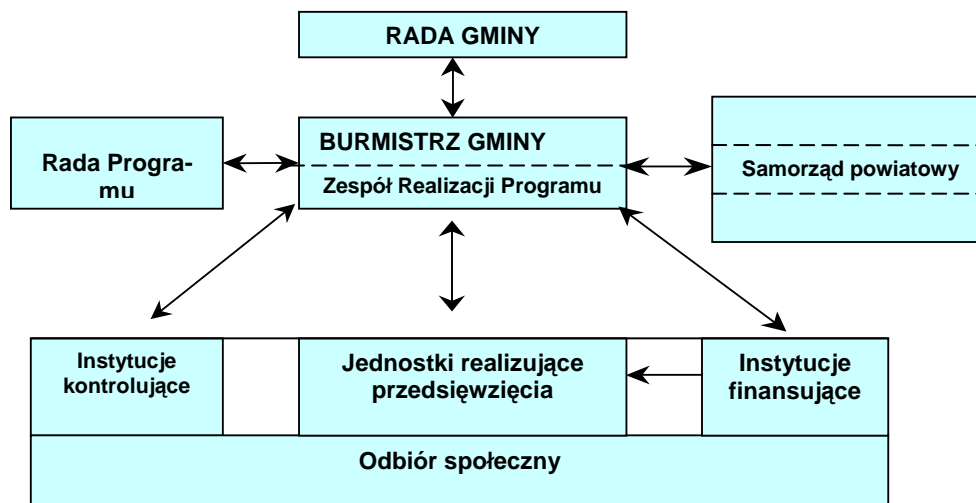 RADA GMINY
BURMISTRZ GMINY
Zespół Realizacji Programu
Rada Progra-
mu
Samorząd powiatowy
Instytucje
kontrolujące
Jednostki realizujące
przedsięwzięcia
Instytucje
finansujące
Odbiór społeczny